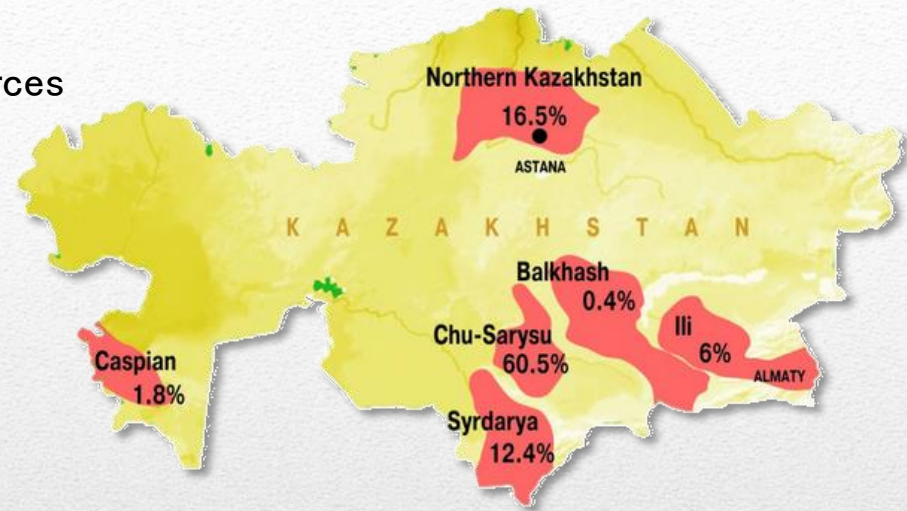 rces
Northern Kazakhstan
16.5%
ASTANA
KAZAKHSTAN
Balkhash
0.4%
Ili
6%
Chu-Sarysu
60.5%
ALMATY
Caspian
1.8%
Syrdarya
12.4%